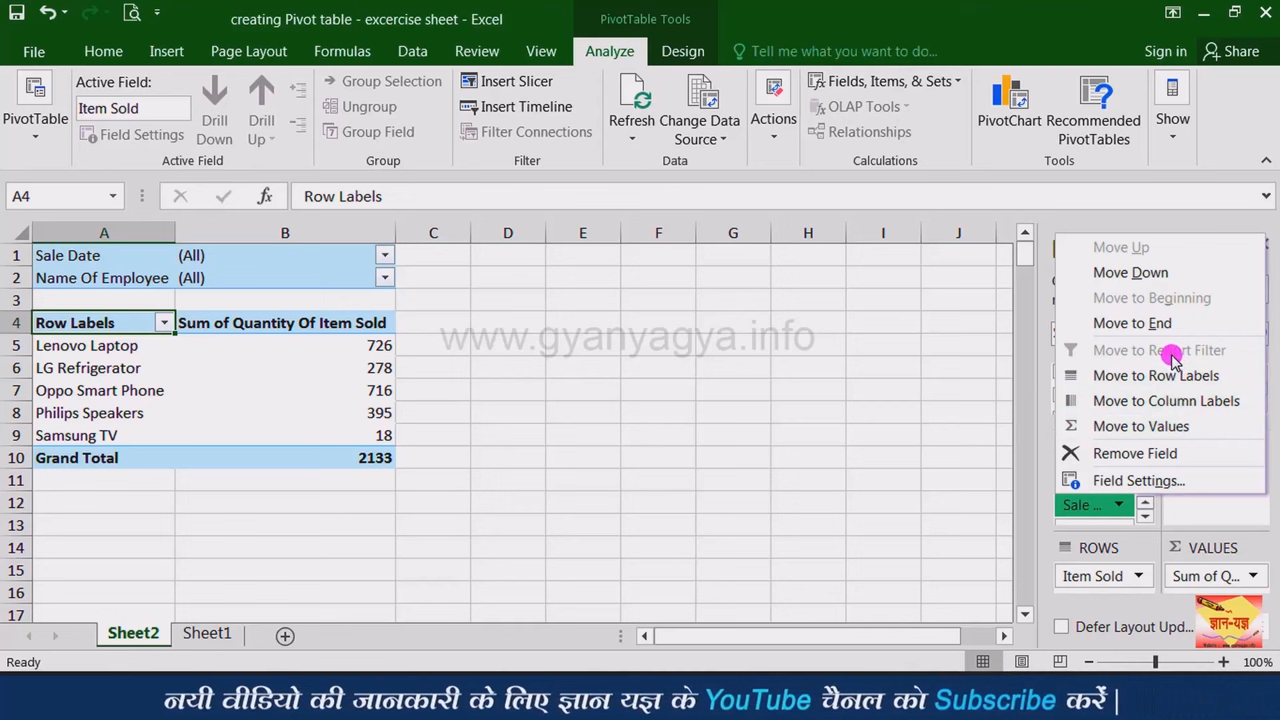 creating Pivot table - excercise sheet - Excel
PivotTable Tools
File Home Insert Page Layout Formulas Data Review View Analyze Design Tell me what you want to do... Sign in Share
PivotTable
Active Field:
Item Sold
Field Settings
Drill Down
Drill Up
Active Field
Group Selection
Ungroup
Group Field
Group
Insert Slicer
Insert Timeline
Filter Connections
Filter
Refresh
Change Data Source
Data
Actions
Fields, Items, & Sets
OLAP Tools
Relationships
Calculations
PivotChart
Recommended PivotTables
Tools
Show
A4 fx Row Labels
A B C D E F G H I J
1 Sale Date (All)
2 Name Of Employee (All)
3
4 Row Labels Sum of Quantity Of Item Sold
5 Lenovo Laptop 726
6 LG Refrigerator 278
7 Oppo Smart Phone 716
8 Philips Speakers 395
9 Samsung TV 18
10 Grand Total 2133
11
12
13
14
15
16
17
www.gyanyagya.info
Move Up
Move Down
Move to Beginning
Move to End
Move to Report Filter
Move to Row Labels
Move to Column Labels
Move to Values
Remove Field
Field Settings...
Sale ...
ROWS Σ VALUES
Item Sold Sum of Q...
Defer Layout Upd...
ज्ञान-यज्ञ
Sheet2 Sheet1
Ready 100%
नयी वीडियो की जानकारी के लिए ज्ञान यज्ञ के YouTube चैनल को Subscribe करें |